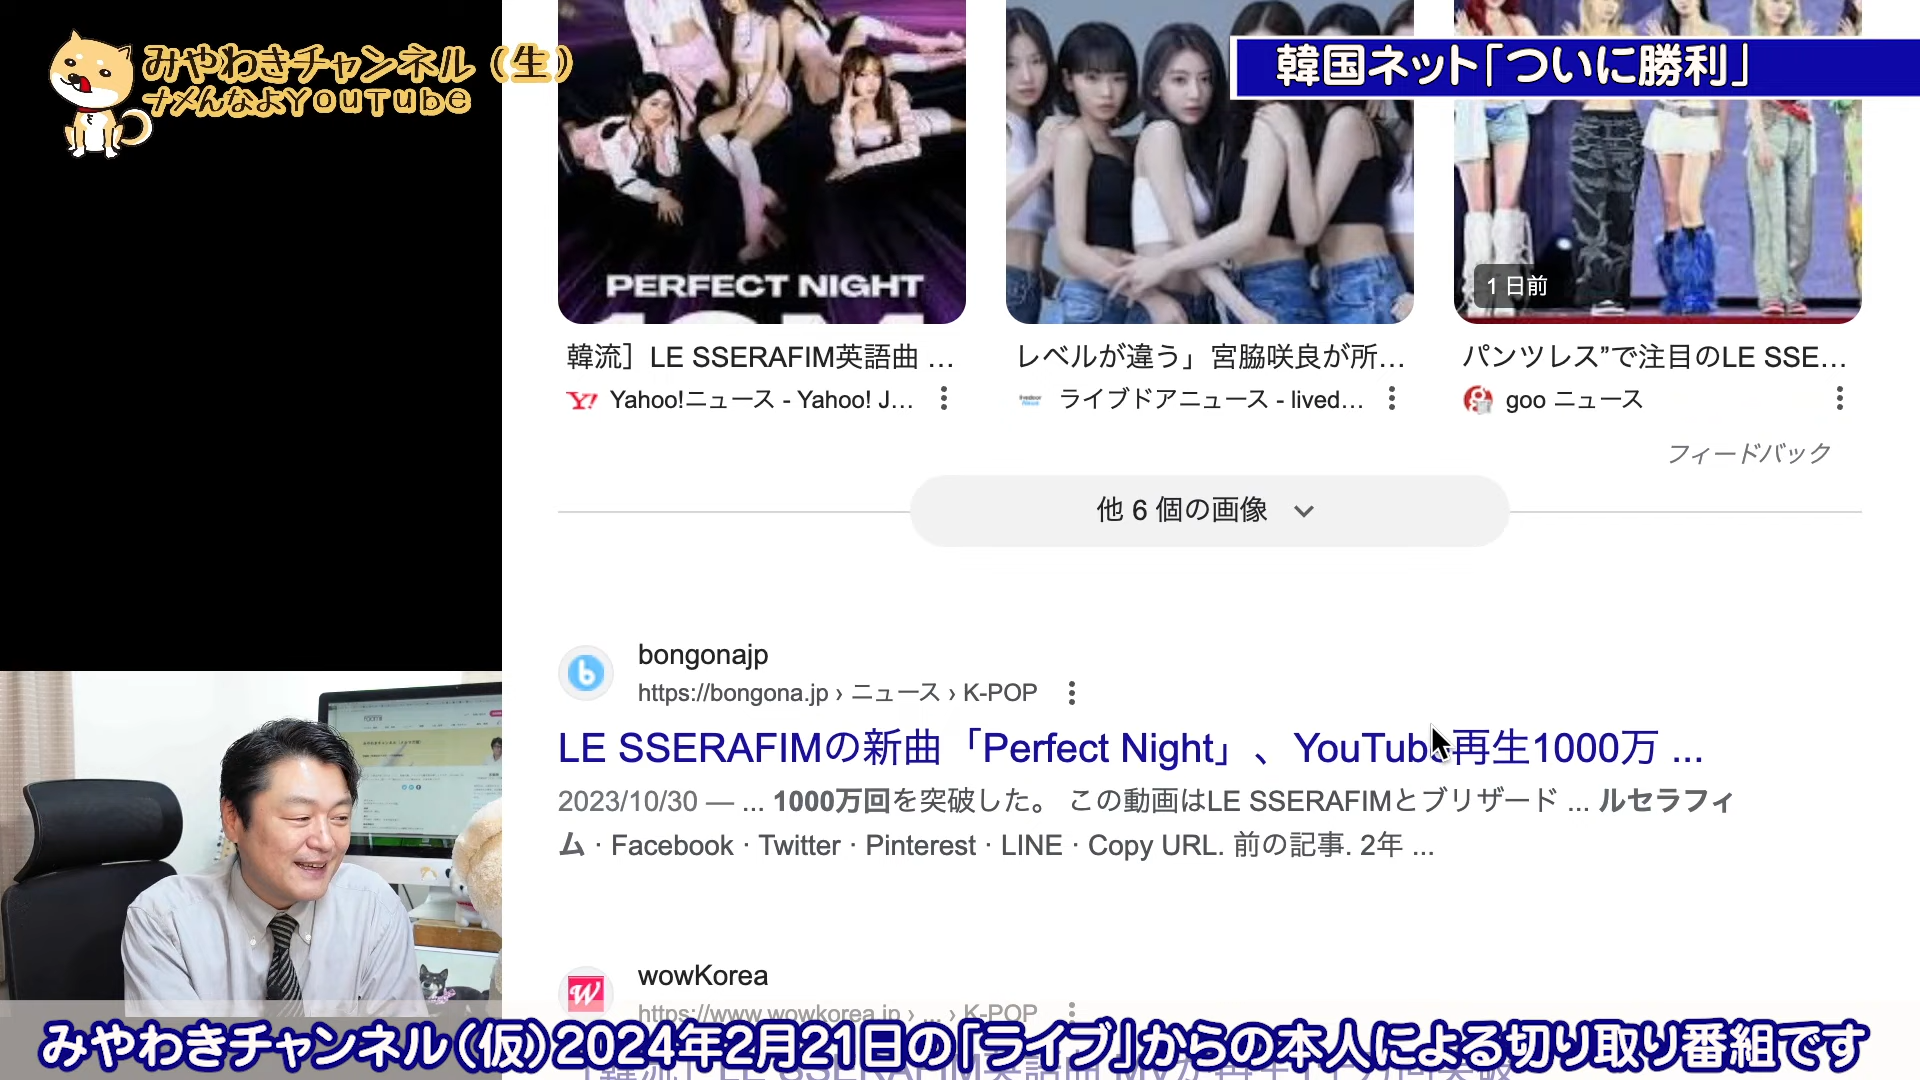 みやわきチャンネル（生）
ナメんなよYouTube
韓国ネット「ついに勝利」
PERFECT NIGHT
1 日前
韓流］LE SSERAFIM英語曲 ...
レベルが違う」宮脇咲良が所...
パンツレス”で注目のLE SSE...
Yahoo!ニュース - Yahoo! J...
ライブドアニュース - lived...
goo ニュース
フィードバック
他 6 個の画像
bongonajp
https://bongona.jp › ニュース › K-POP
LE SSERAFIMの新曲「Perfect Night」、YouTube再生1000万 ...
2023/10/30 — ... 1000万回を突破した。 この動画はLE SSERAFIMとブリザード ... ルセラフィ
ム · Facebook · Twitter · Pinterest · LINE · Copy URL. 前の記事. 2年 ...
wowKorea
https://www.wowkorea.jp › ... › K-POP
みやわきチャンネル（仮）2024年2月21日の「ライブ」からの本人による切り取り番組です